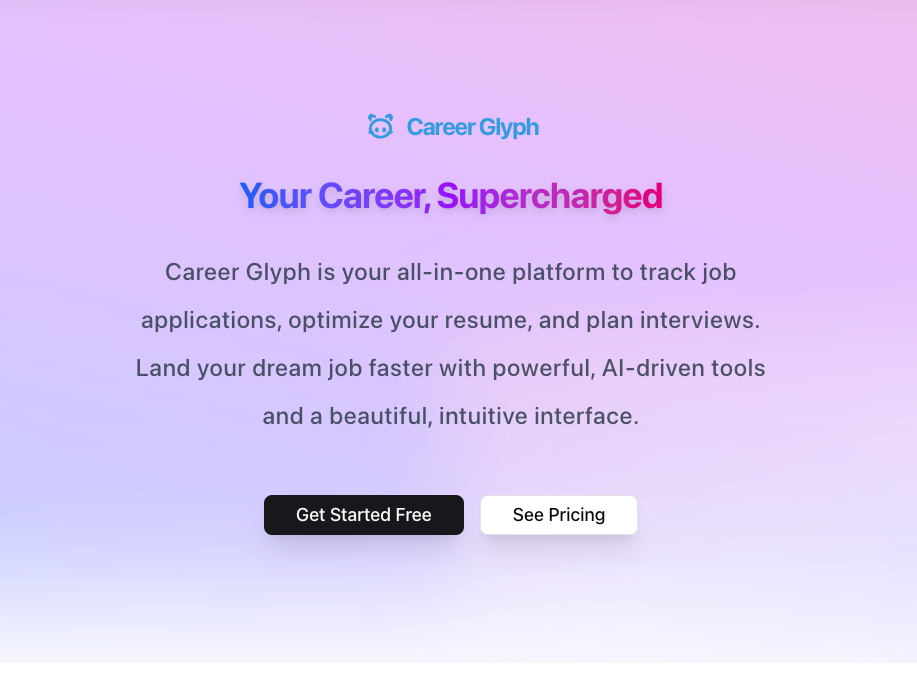 Career Glyph
Your Career, Supercharged
Career Glyph is your all-in-one platform to track job
applications, optimize your resume, and plan interviews.
Land your dream job faster with powerful, AI-driven tools
and a beautiful, intuitive interface.
Get Started Free
See Pricing